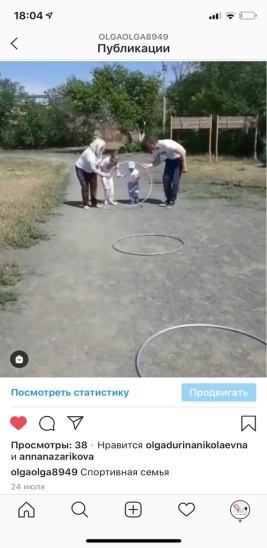 18:04
OLGAOLGA8949
Публикации
Посмотреть статистику
Продвигать
Просмотры: 38 · Нравится olgadurinanikolaevna
и annanazarikova
olgaolga8949 Спортивная семья
24 июля